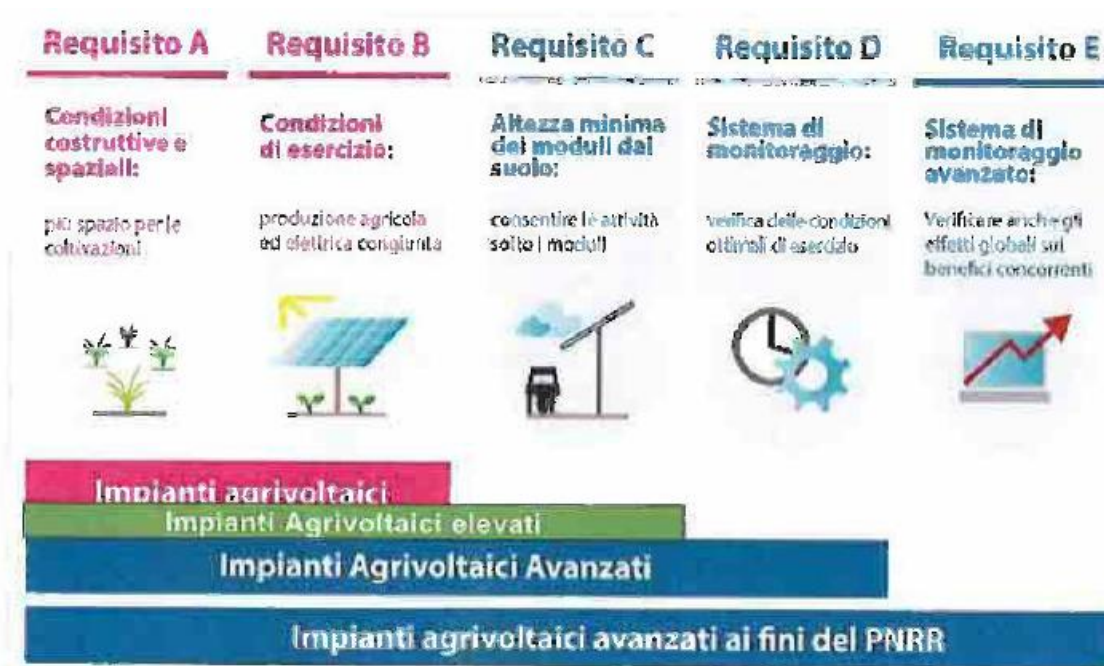 Requisito A
Requisito B
Requisito C
Requisito D
Requisito E
Condizioni
costruttive e
spaziali:
più spazio per le
coltivazioni
Condizioni
di esercizio:
produzione agricola
ed elettrica congiunta
Altezza minima
dei moduli dal
suolo:
consentire le attività
sotto i moduli
Sistema di
monitoraggio:
verifica delle condizioni
ottimali di esercizio
Sistema di
monitoraggio
avanzato:
Verificare anche gli
effetti globali sui
benefici concorrenti
Impianti agrivoltaici
Impianti Agrivoltaici elevati
Impianti Agrivoltaici Avanzati
Impianti agrivoltaici avanzati ai fini del PNRR